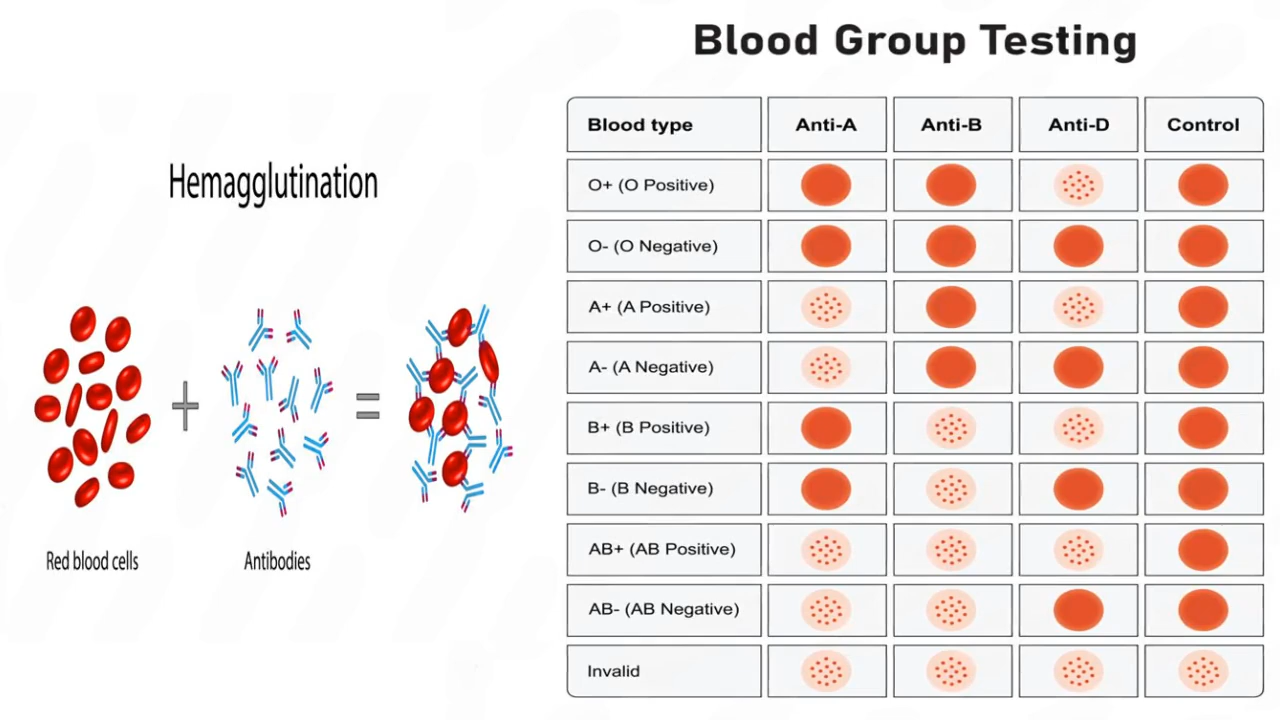 Blood Group Testing
Hemagglutination
+
=
Red blood cells
Antibodies
Blood type Anti-A Anti-B Anti-D Control
O+ (O Positive)
O- (O Negative)
A+ (A Positive)
A- (A Negative)
B+ (B Positive)
B- (B Negative)
AB+ (AB Positive)
AB- (AB Negative)
Invalid